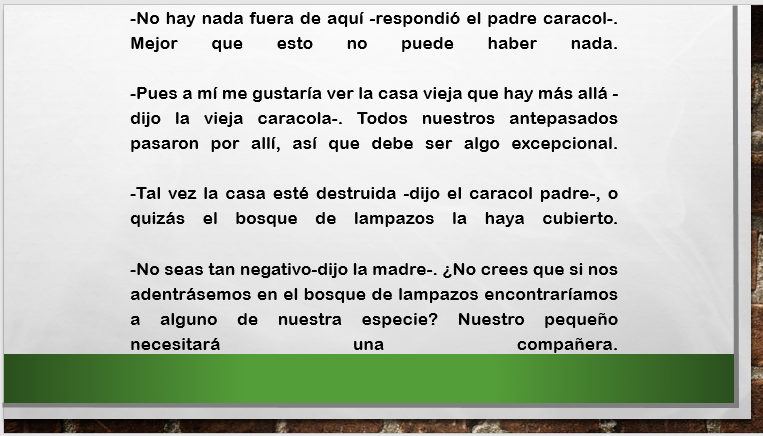 -No hay nada fuera de aquí -respondió el padre caracol-.
Mejor que esto no puede haber nada.
-Pues a mí me gustaría ver la casa vieja que hay más allá -
dijo la vieja caracola-. Todos nuestros antepasados
pasaron por allí, así que debe ser algo excepcional.
-Tal vez la casa esté destruida -dijo el caracol padre-, o
quizás el bosque de lampazos la haya cubierto.
-No seas tan negativo-dijo la madre-. ¿No crees que si nos
adentrásemos en el bosque de lampazos encontraríamos
a alguno de nuestra especie? Nuestro pequeño
necesitará una compañera.